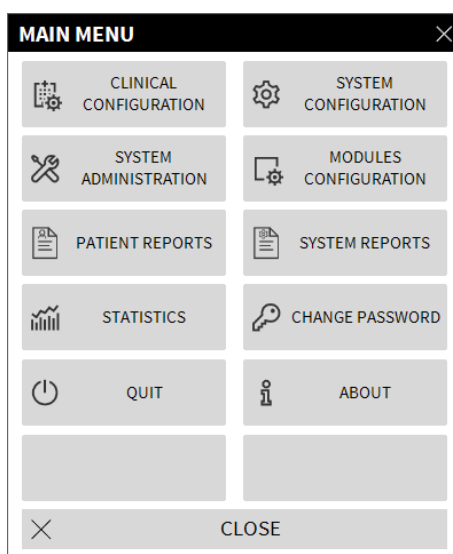 MAIN MENU
CLINICAL
CONFIGURATION
SYSTEM
CONFIGURATION
SYSTEM
ADMINISTRATION
MODULES
CONFIGURATION
PATIENT REPORTS
SYSTEM REPORTS
STATISTICS
CHANGE PASSWORD
QUIT
ABOUT
CLOSE